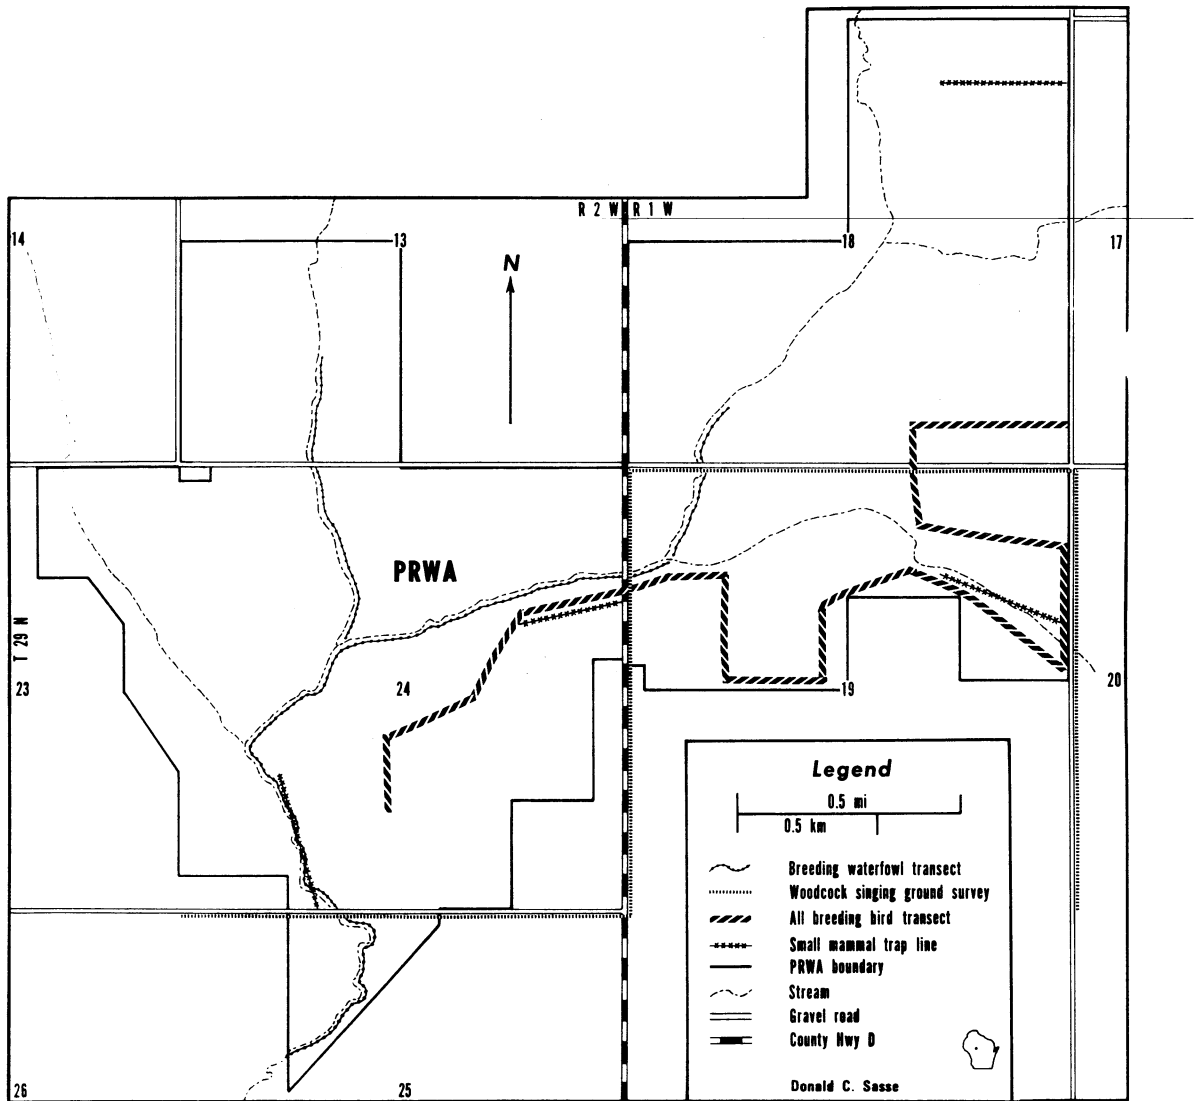 R 2 W R 1 W
14
13
18
17
N
PRWA
T 29 N
23
24
19
20
Legend
0.5 mi
0.5 km
Breeding waterfowl transect
Woodcock singing ground survey
All breeding bird transect
Small mammal trap line
PRWA boundary
Stream
Gravel road
County Hwy D
Donald C. Sasse
26
25